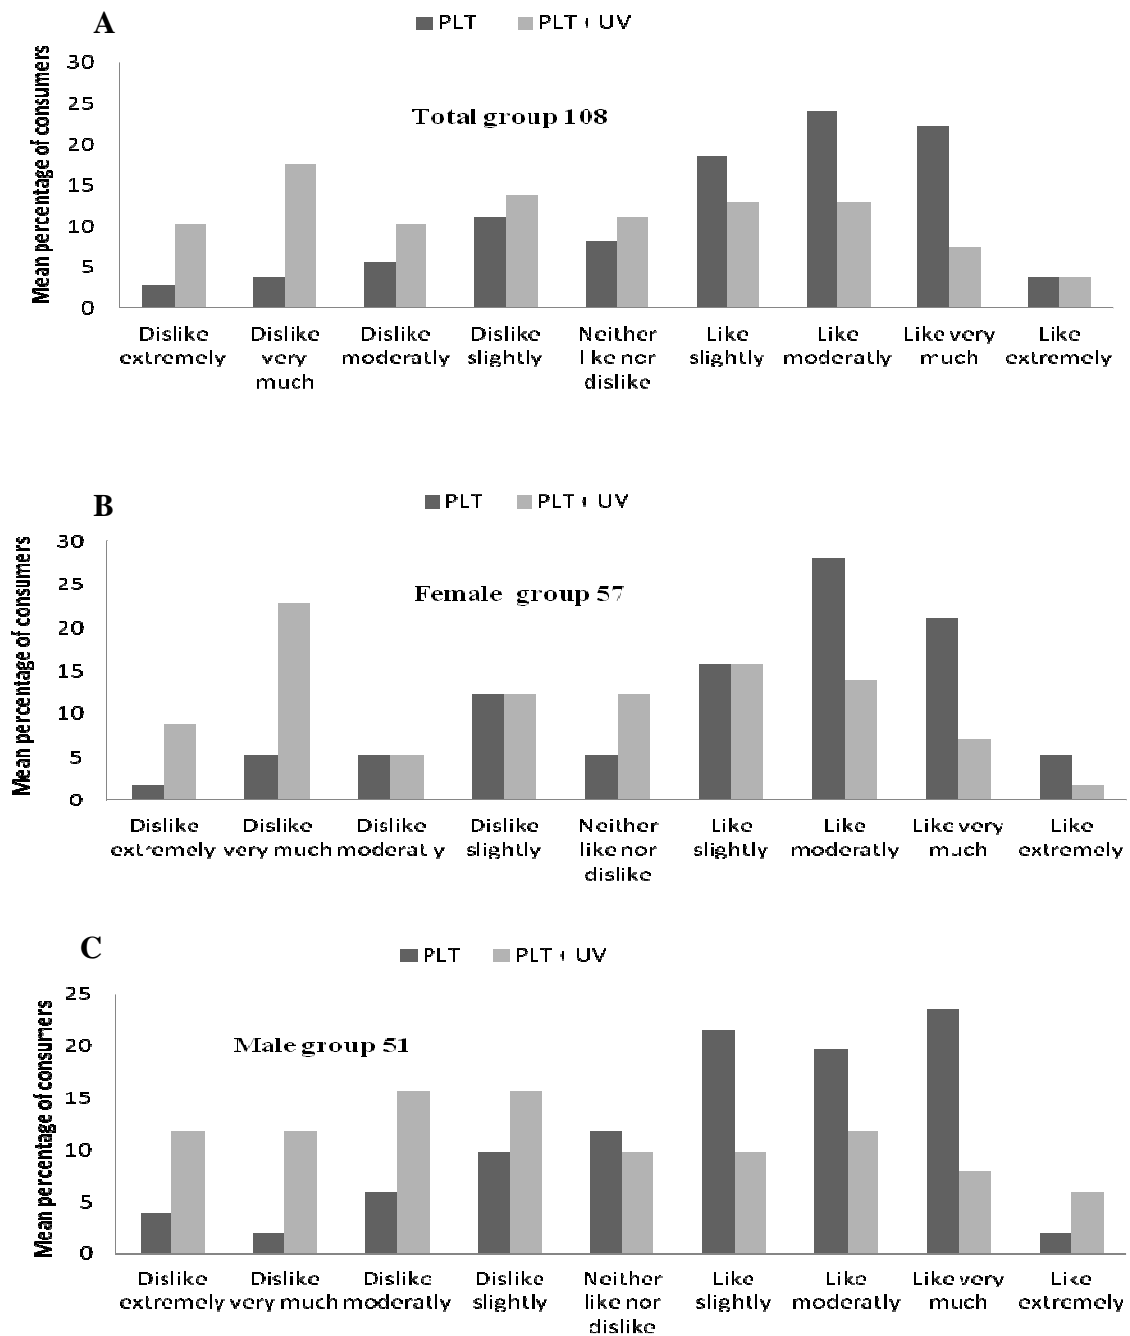 A
PLT PLT + UV
Mean percentage of consumers
30
25
20
15
10
5
0
Total group 108
Dislike extremely
Dislike very much
Dislike moderatly
Dislike slightly
Neither like nor dislike
Like slightly
Like moderatly
Like very much
Like extremely
B
PLT PLT + UV
Mean percentage of consumers
30
25
20
15
10
5
0
Female group 57
Dislike extremely
Dislike very much
Dislike moderatly
Dislike slightly
Neither like nor dislike
Like slightly
Like moderatly
Like very much
Like extremely
C
PLT PLT + UV
Mean percentage of consumers
25
20
15
10
5
0
Male group 51
Dislike extremely
Dislike very much
Dislike moderatly
Dislike slightly
Neither like nor dislike
Like slightly
Like moderatly
Like very much
Like extremely